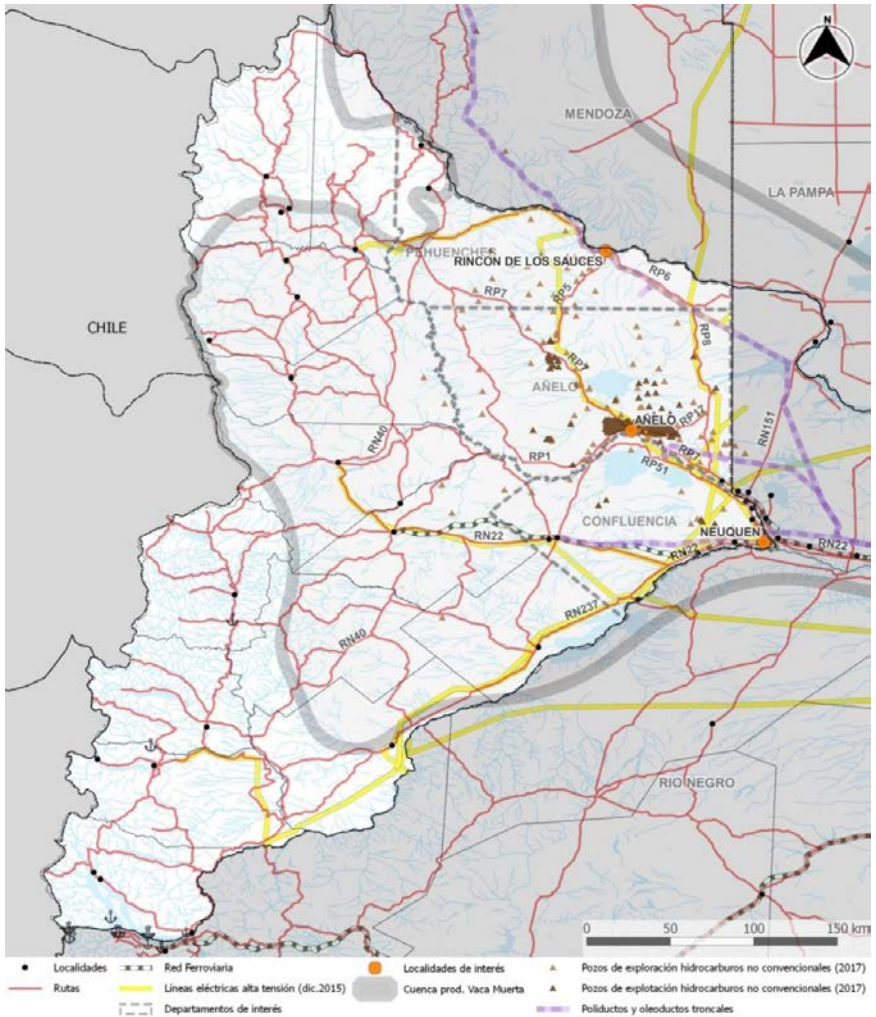 N
MENDOZA
LA PAMPA
PEHUENCHES
RINCON DE LOS SAUCES
RP6
RP7
RP5
CHILE
RP8
RP7
AÑELO
AÑELO
RP17
RN151
RN40
RP1
RP7
RP51
CONFLUENCIA
RN22
NEUQUEN
RN22
RN22
RN237
RN40
RIO NEGRO
0 50 100 150 km
Localidades
Red Ferroviaria
Localidades de interés
Pozos de exploración hidrocarburos no convencionales (2017)
Rutas
Líneas eléctricas alta tensión (dic.2015)
Cuenca prod. Vaca Muerta
Pozos de explotación hidrocarburos no convencionales (2017)
Departamentos de interés
Poliductos y oleoductos troncales